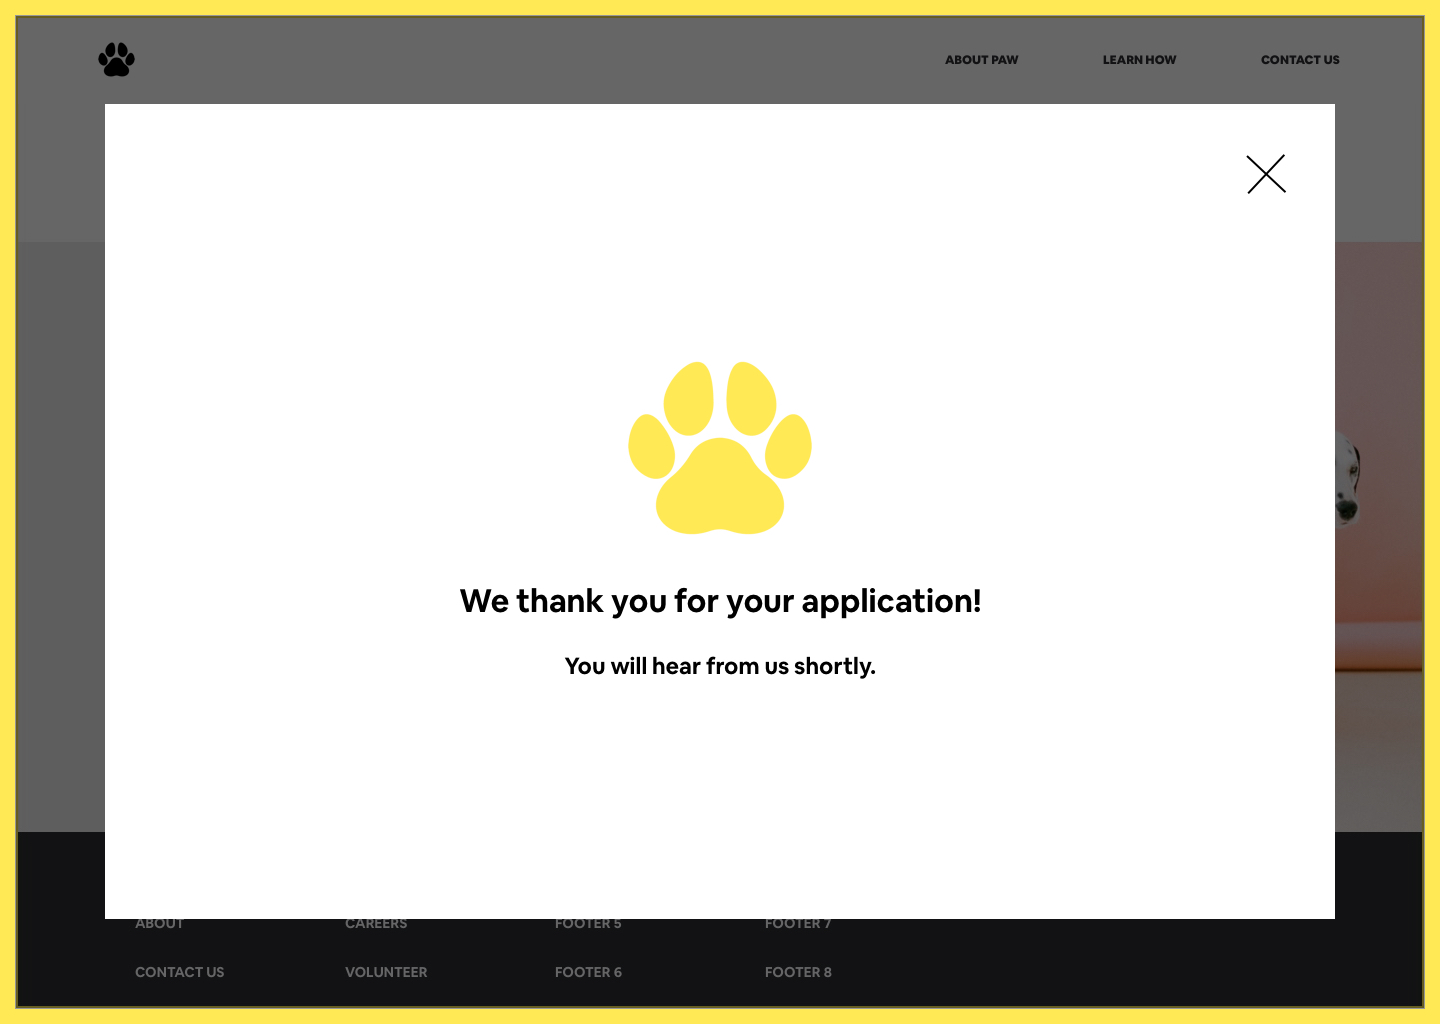 ABOUT PAW
LEARN HOW
CONTACT US
We thank you for your application!
You will hear from us shortly.
ABOUT
CAREERS
FOOTER 5
FOOTER 7
CONTACT US
VOLUNTEER
FOOTER 6
FOOTER 8